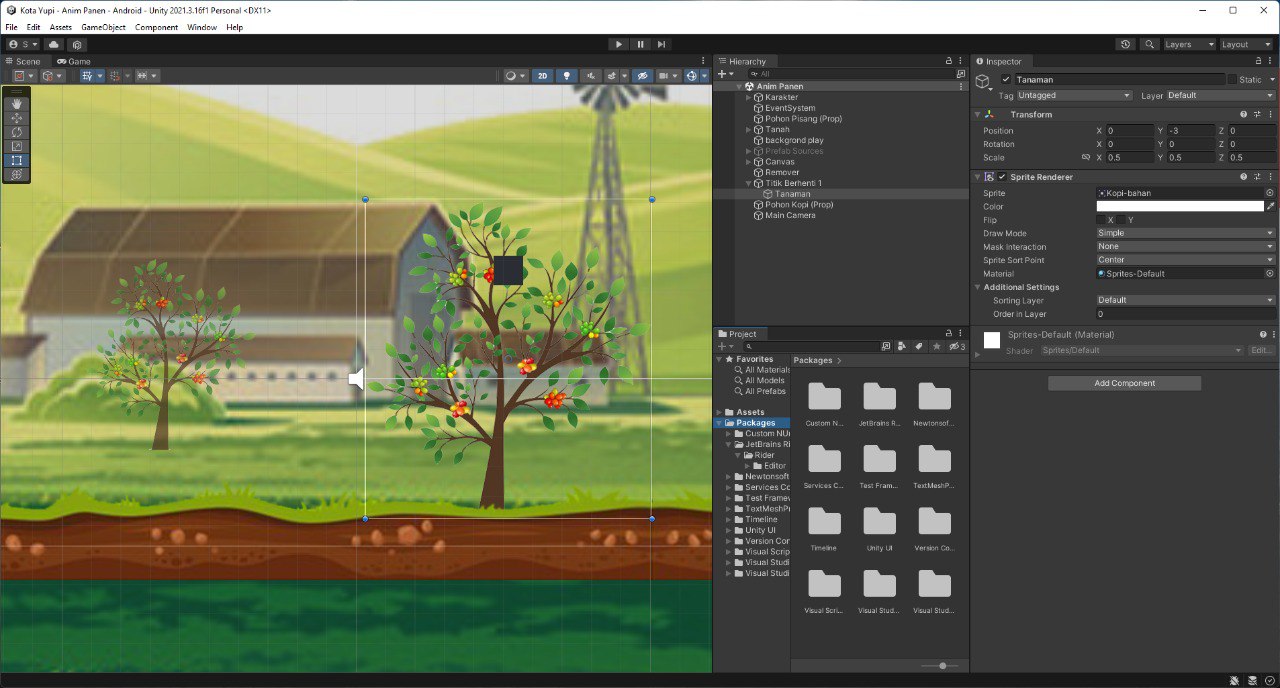 Kota Yupi - Anim Panen - Android - Unity 2021.3.16f1 Personal <DX11>
File Edit Assets GameObject Component Window Help
S
Layers Layout
Scene Game
2D
Hierarchy
All
Anim Panen
Karakter
EventSystem
Pohon Pisang (Prop)
Tanah
backgrond play
Prefab Sources
Canvas
Remover
Titik Berhenti 1
Tanaman
Pohon Kopi (Prop)
Main Camera
Project
3
Favorites
All Materials
All Models
All Prefabs
Assets
Packages
Custom NU
JetBrains Ri
Rider
Editor
Newtonsoft
Services Co
Test Framew
TextMeshPr
Timeline
Unity UI
Version Con
Visual Scrip
Visual Studi
Visual Studi
Packages
Custom N... JetBrains R... Newtonsof...
Services C... Test Fram... TextMeshP...
Timeline Unity UI Version Co...
Visual Scri... Visual Stud... Visual Stud...
Inspector
Tanaman Static
Tag Untagged Layer Default
Transform
Position X 0 Y -3 Z 0
Rotation X 0 Y 0 Z 0
Scale X 0.5 Y 0.5 Z 0.5
Sprite Renderer
Sprite Kopi-bahan
Color
Flip X Y
Draw Mode Simple
Mask Interaction None
Sprite Sort Point Center
Material Sprites-Default
Additional Settings
Sorting Layer Default
Order in Layer 0
Sprites-Default (Material)
Shader Sprites/Default Edit...
Add Component